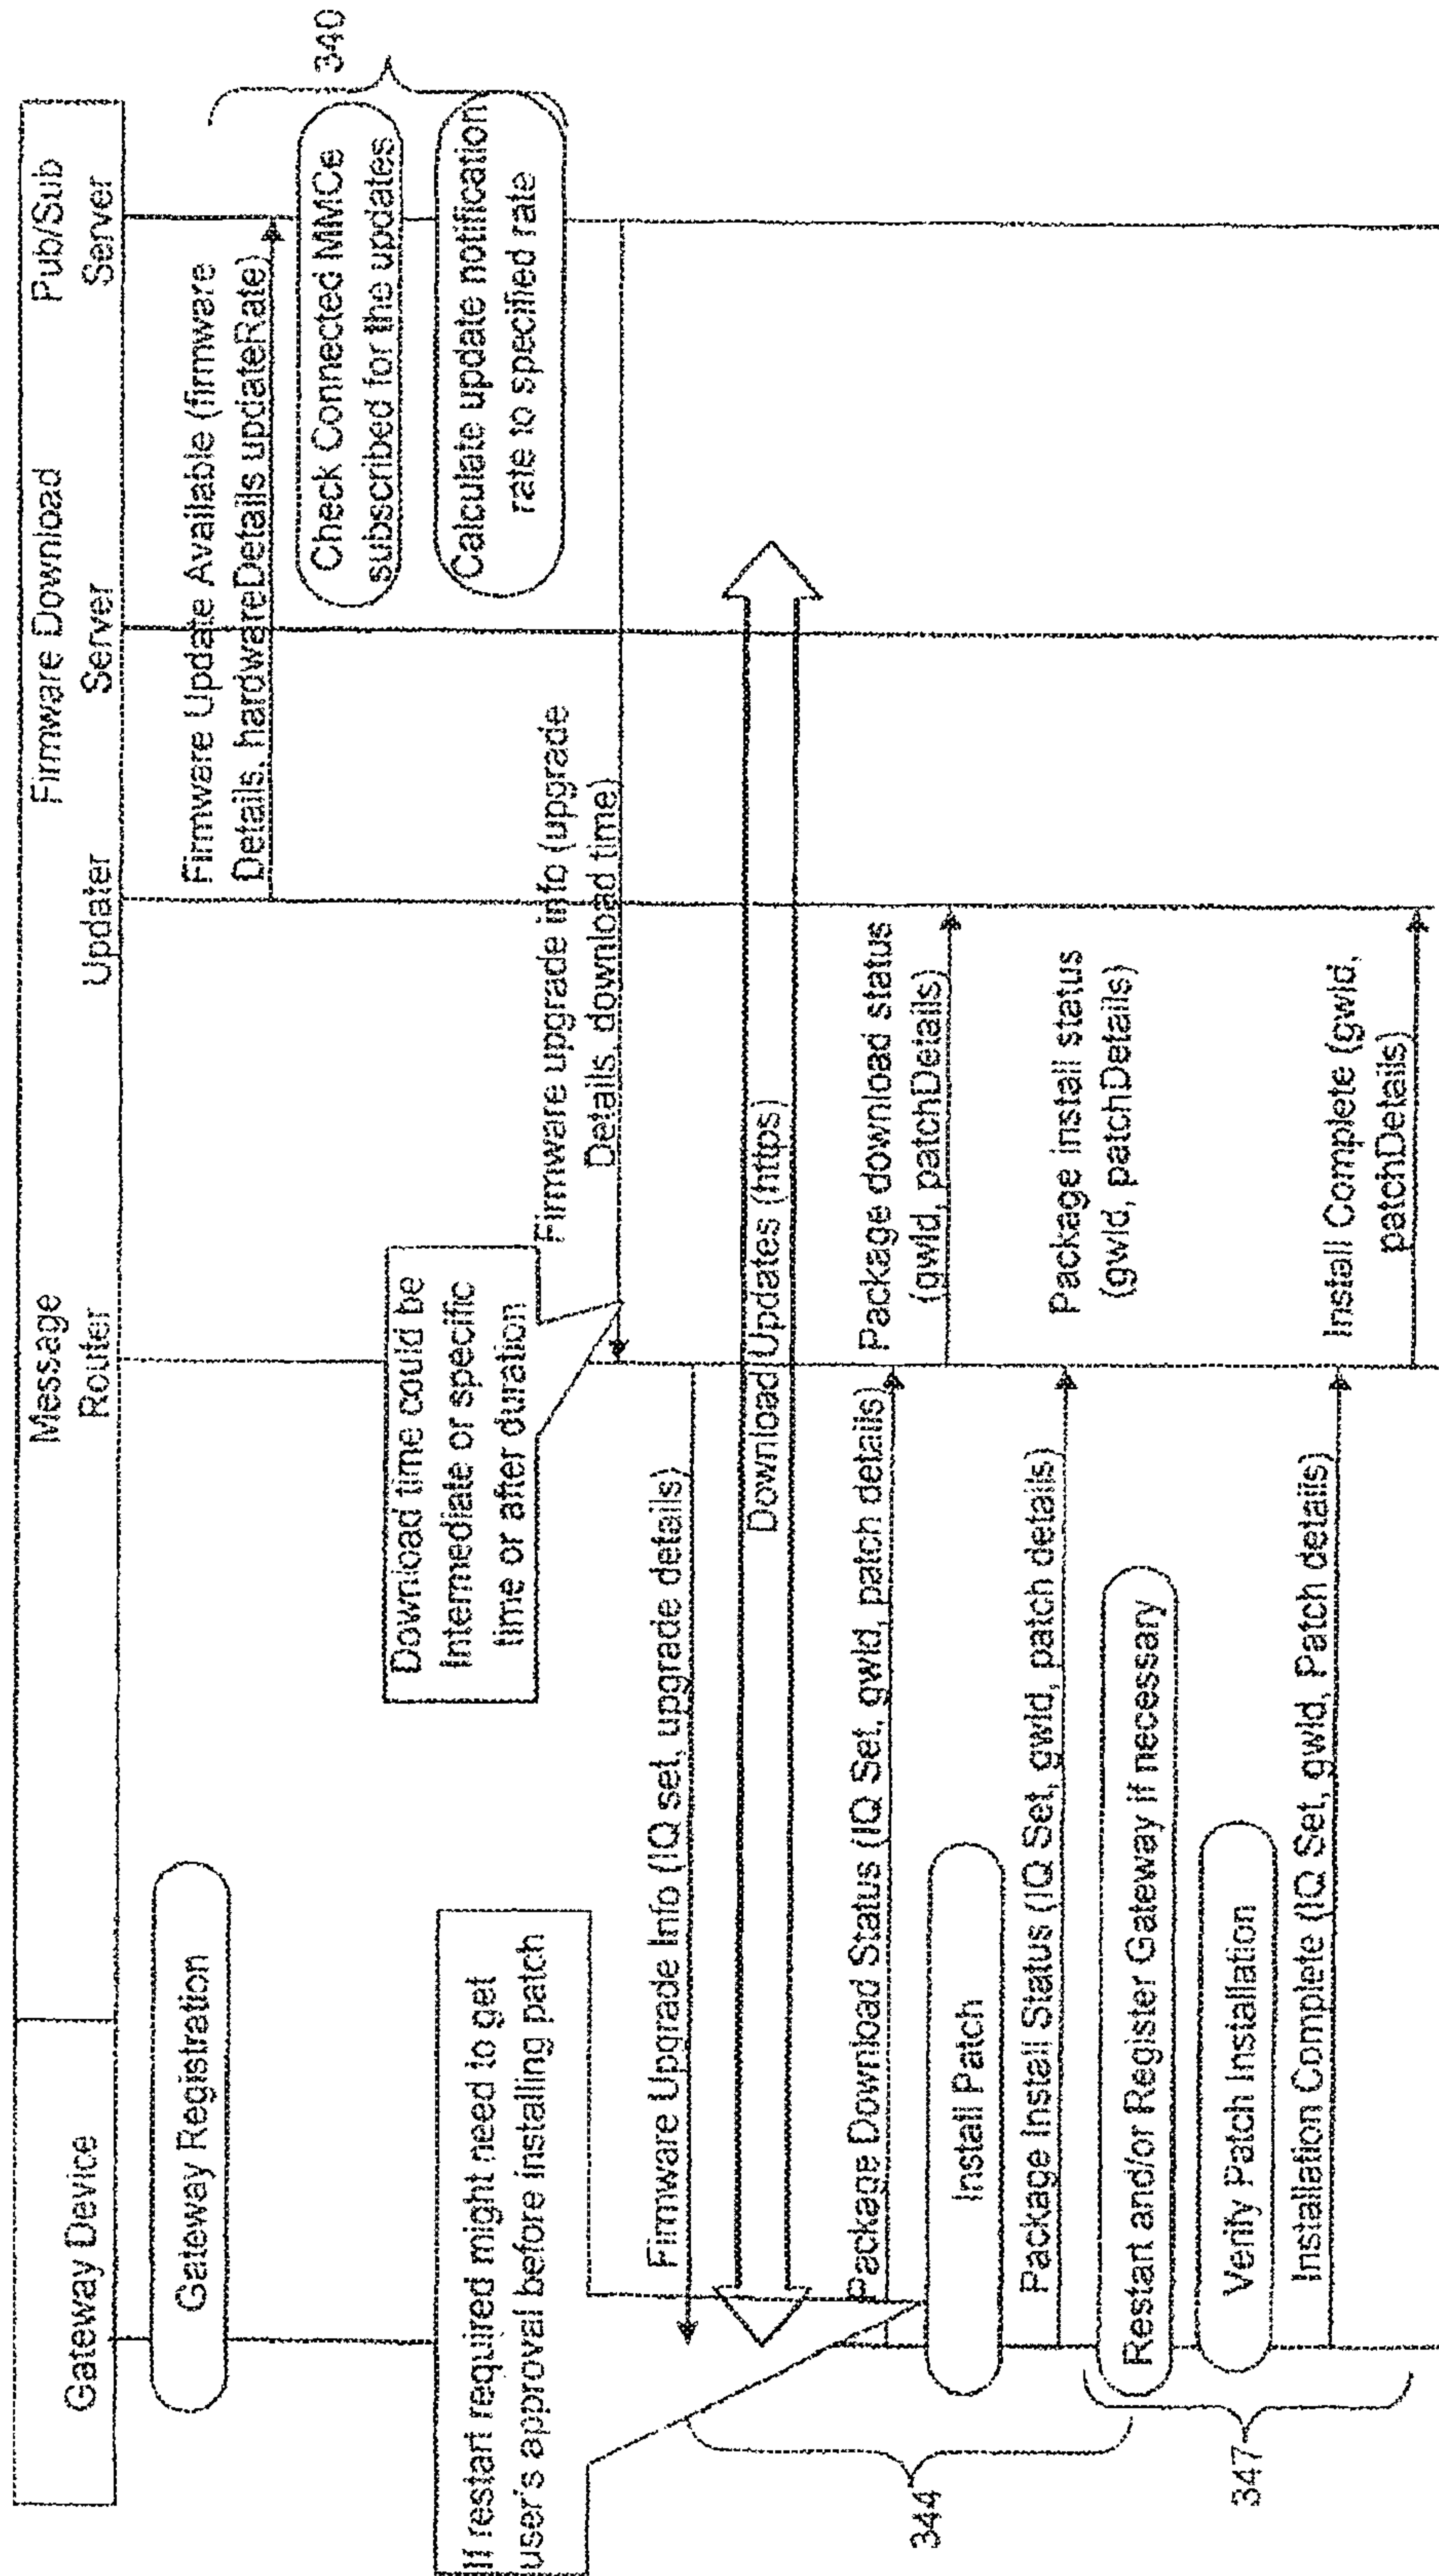 Gateway Device
Message
Router
Updater
Firmware Download
Server
Pub/Sub
Server
Gateway Registration
Firmware Update Available (firmware
Details, hardwareDetails updateRate)
340
Check Connected MMCe
subscribed for the updates
Calculate update notification
rate to specified rate
Download time could be
Intermediate or specific
time or after duration
Firmware upgrade info (upgrade
Details, download time)
If restart required might need to get
user's approval before installing patch
Firmware Upgrade Info (IQ set, upgrade details)
Download Updates (https)
Package Download Status (IQ Set, gwId, patch details)
Package download status
(gwId, patchDetails)
Install Patch
344
Package Install Status (IQ Set, gwId, patch details)
Package install status
(gwId, patchDetails)
Restart and/or Register Gateway if necessary
Verify Patch Installation
347
Installation Complete (IQ Set, gwId, Patch details)
Install Complete (gwId,
patchDetails)